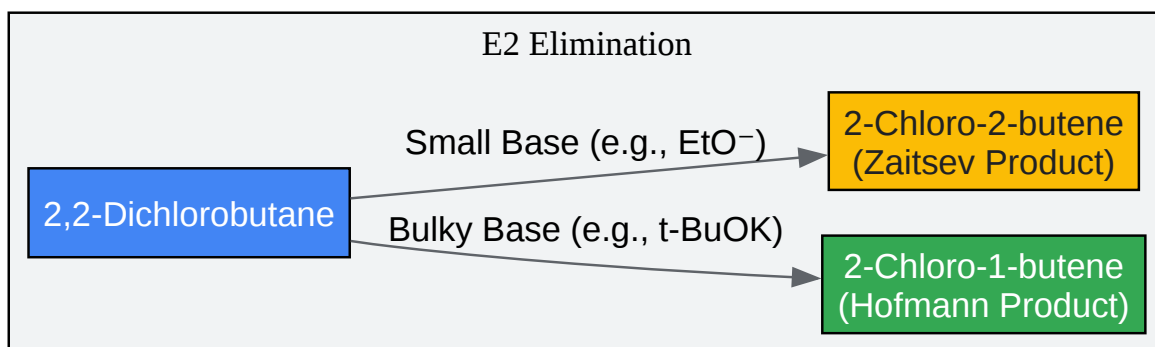 E2 Elimination
2,2-Dichlorobutane
Small Base (e.g., EtO⁻)
Bulky Base (e.g., t-BuOK)
2-Chloro-2-butene
(Zaitsev Product)
2-Chloro-1-butene
(Hofmann Product)